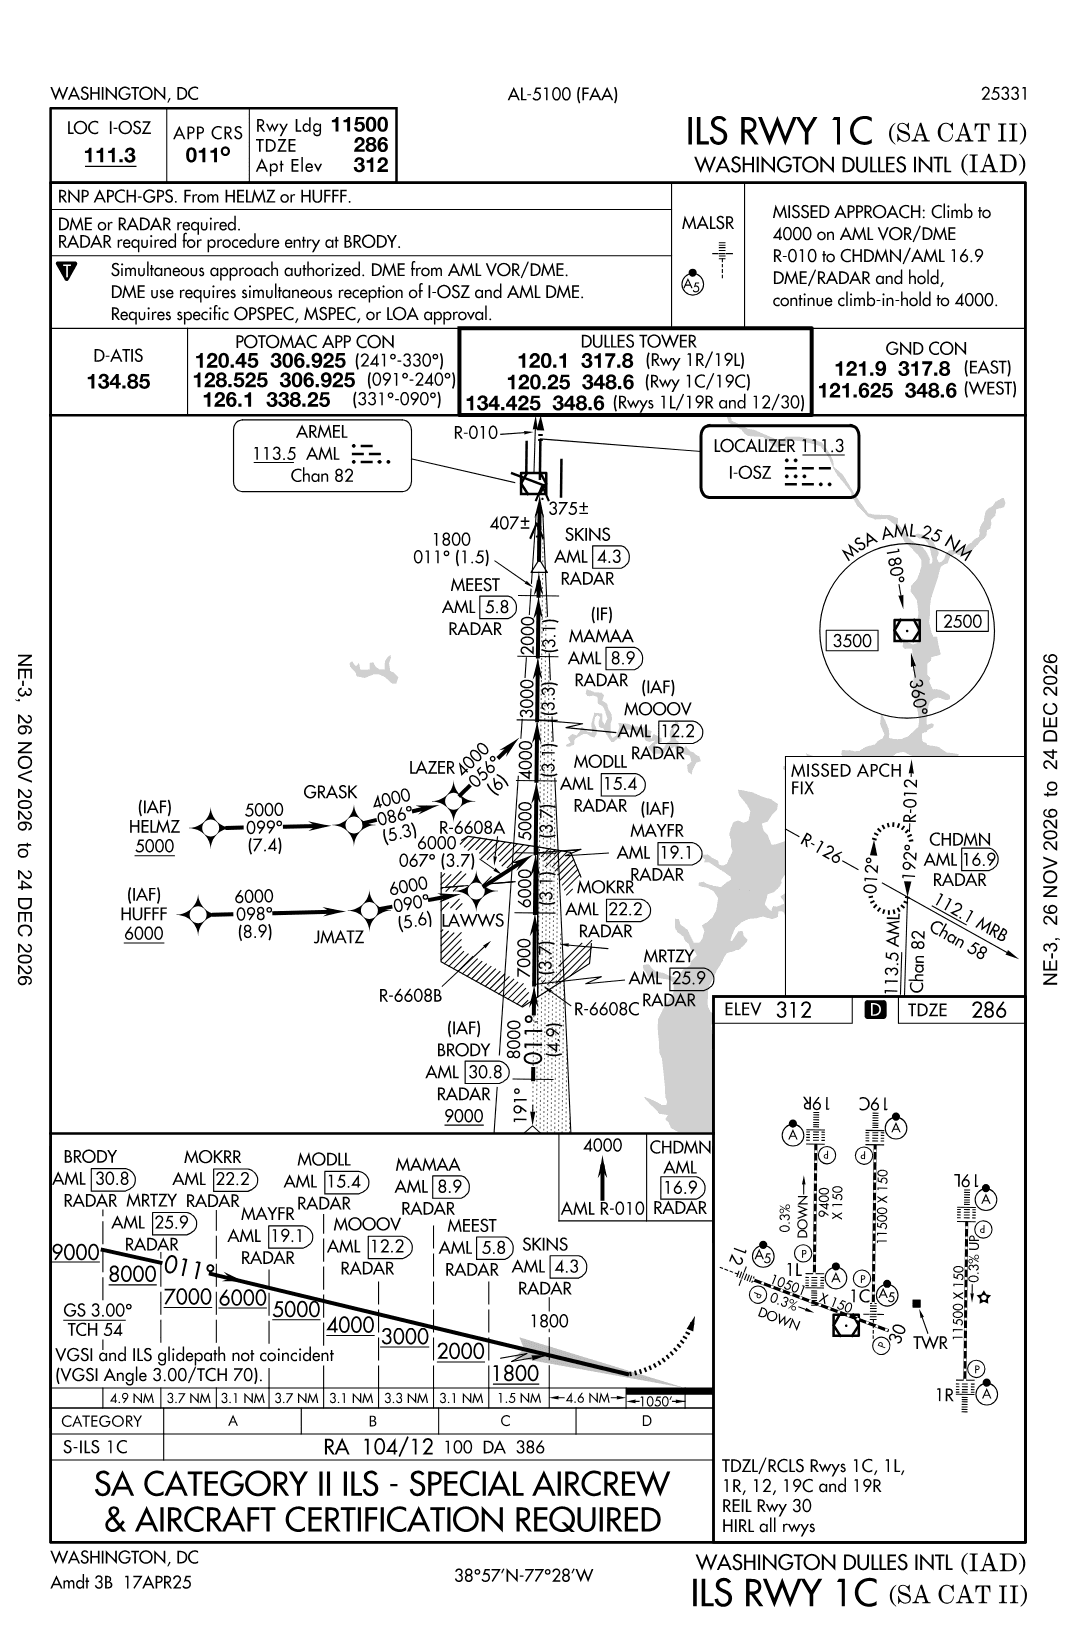 WASHINGTON, DC
AL-5100 (FAA)
25331
LOC I-OSZ
111.3
APP CRS
011°
Rwy Ldg 11500
TDZE 286
Apt Elev 312
ILS RWY 1C (SA CAT II)
WASHINGTON DULLES INTL (IAD)
RNP APCH-GPS. From HELMZ or HUFFF.
DME or RADAR required.
RADAR required for procedure entry at BRODY.
T
Simultaneous approach authorized. DME from AML VOR/DME.
DME use requires simultaneous reception of I-OSZ and AML DME.
Requires specific OPSPEC, MSPEC, or LOA approval.
MALSR
A5
MISSED APPROACH: Climb to
4000 on AML VOR/DME
R-010 to CHDMN/AML 16.9
DME/RADAR and hold,
continue climb-in-hold to 4000.
D-ATIS
134.85
POTOMAC APP CON
120.45 306.925 (241°-330°)
128.525 306.925 (091°-240°)
126.1 338.25 (331°-090°)
DULLES TOWER
120.1 317.8 (Rwy 1R/19L)
120.25 348.6 (Rwy 1C/19C)
134.425 348.6 (Rwys 1L/19R and 12/30)
GND CON
121.9 317.8 (EAST)
121.625 348.6 (WEST)
ARMEL
113.5 AML
Chan 82
R-010
LOCALIZER 111.3
I-OSZ
375±
407±
1800
011° (1.5)
SKINS
AML 4.3
RADAR
MEEST
AML 5.8
RADAR
2000
(3.1)
(IF)
MAMAA
AML 8.9
RADAR
3000
(3.3)
(IAF)
MOOOV
AML 12.2
RADAR
4000
(3.1)
MODLL
AML 15.4
RADAR
5000
(3.7)
(IAF)
MAYFR
AML 19.1
RADAR
6000
(3.1)
MOKRR
AML 22.2
RADAR
7000
(3.7)
MRTZY
AML 25.9
RADAR
8000
011°
(4.9)
(IAF)
BRODY
AML 30.8
RADAR
9000
191°
(IAF)
HELMZ
5000
5000
099°
(7.4)
GRASK
4000
086°
(5.3)
LAZER
4000
056°
(6)
(IAF)
HUFFF
6000
6000
098°
(8.9)
JMATZ
6000
090°
(5.6)
LAWWS
6000
067° (3.7)
R-6608A
R-6608B
R-6608C
MSA AML 25 NM
180°
360°
3500
2500
MISSED APCH
FIX
R-012
R-126
012°
192°
CHDMN
AML 16.9
RADAR
112.1 MRB
Chan 58
113.5 AML
Chan 82
NE-3, 26 NOV 2026 to 24 DEC 2026
NE-3, 26 NOV 2026 to 24 DEC 2026
ELEV 312
D
TDZE 286
19R
19C
19L
A
A
A
P
P
P
0.3%
DOWN
9400
X 150
11500 X 150
0.3% UP
11500 X 150
12
A5
P
1L
A
P
1C
A5
P
10501 X 150
0.3%
DOWN
30
P
TWR
P
1R
A
TDZL/RCLS Rwys 1C, 1L,
1R, 12, 19C and 19R
REIL Rwy 30
HIRL all rwys
BRODY
AML 30.8
RADAR
MRTZY
AML 25.9
RADAR
MOKRR
AML 22.2
RADAR
MAYFR
AML 19.1
RADAR
MODLL
AML 15.4
RADAR
MOOOV
AML 12.2
RADAR
MAMAA
AML 8.9
RADAR
MEEST
AML 5.8
RADAR
SKINS
AML 4.3
RADAR
4000
AML R-010
CHDMN
AML
16.9
RADAR
9000
8000
011°
7000
6000
5000
4000
3000
2000
1800
1800
GS 3.00°
TCH 54
VGSI and ILS glidepath not coincident
(VGSI Angle 3.00/TCH 70).
4.9 NM 3.7 NM 3.1 NM 3.7 NM 3.1 NM 3.3 NM 3.1 NM 1.5 NM 4.6 NM 1050'
CATEGORY A B C D
S-ILS 1C RA 104/12 100 DA 386
SA CATEGORY II ILS - SPECIAL AIRCREW
& AIRCRAFT CERTIFICATION REQUIRED
WASHINGTON, DC
Amdt 3B 17APR25
38°57'N-77°28'W
WASHINGTON DULLES INTL (IAD)
ILS RWY 1C (SA CAT II)